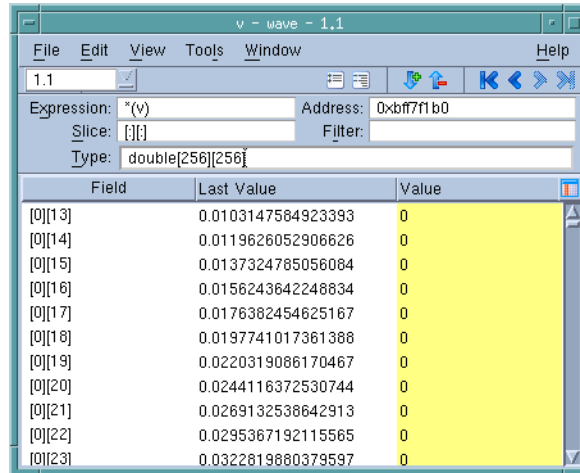 v - wave - 1.1
File Edit View Tools Window Help
1.1
Expression: *(v) Address: 0xbff7f1b0
Slice: [:][:] Filter:
Type: double[256][256]
Field Last Value Value
[0][13] 0.0103147584923393 0
[0][14] 0.0119626052906626 0
[0][15] 0.0137324785056084 0
[0][16] 0.0156243642248834 0
[0][17] 0.0176382454625167 0
[0][18] 0.0197741017361388 0
[0][19] 0.0220319086170467 0
[0][20] 0.0244116372530744 0
[0][21] 0.0269132538642913 0
[0][22] 0.0295367192115565 0
[0][23] 0.0322819880379597 0